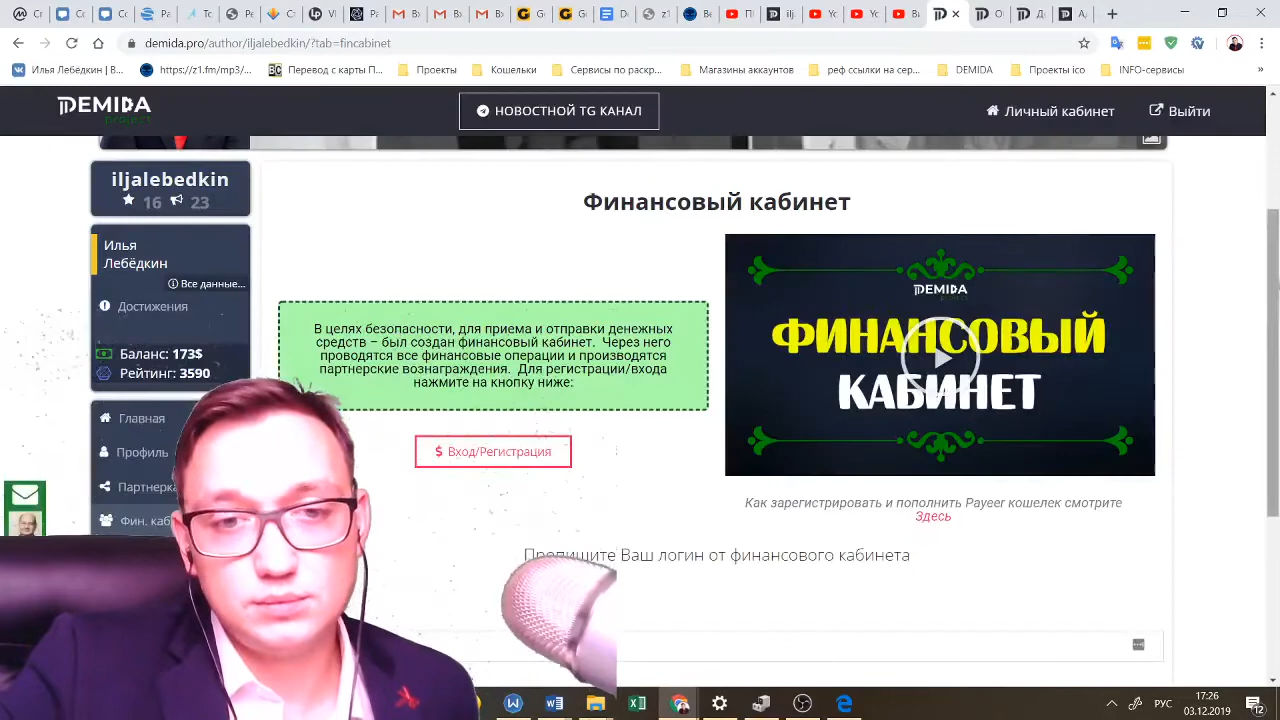 demida.pro/author/iljalebedkin/?tab=fincabinet
Илья Лебёдкин | В...
https://z1.fm/mp3/...
Перевод с карты П...
Проекты
Кошельки
Сервисы по раскр...
Магазины аккаунтов
реф ссылки на сер...
DEMIDA
Проекты ico
INFO-сервисы
»
DEMIDA
project
НОВОСТНОЙ TG КАНАЛ
Личный кабинет
Выйти
iljalebedkin
16 23
Илья
Лебёдкин
Все данные...
Достижения
Баланс: 173$
Рейтинг: 3590
Главная
Профиль
Партнерка
Фин. каб
Финансовый кабинет
В целях безопасности, для приема и отправки денежных
средств – был создан финансовый кабинет. Через него
проводятся все финансовые операции и производятся
партнерские вознаграждения. Для регистрации/входа
нажмите на кнопку ниже:
$ Вход/Регистрация
DEMIDA
ФИНАНСОВЫЙ
КАБИНЕТ
Как зарегистрировать и пополнить Payeer кошелек смотрите
Здесь
Пропишите Ваш логин от финансового кабинета
РУС
17:26
03.12.2019
12